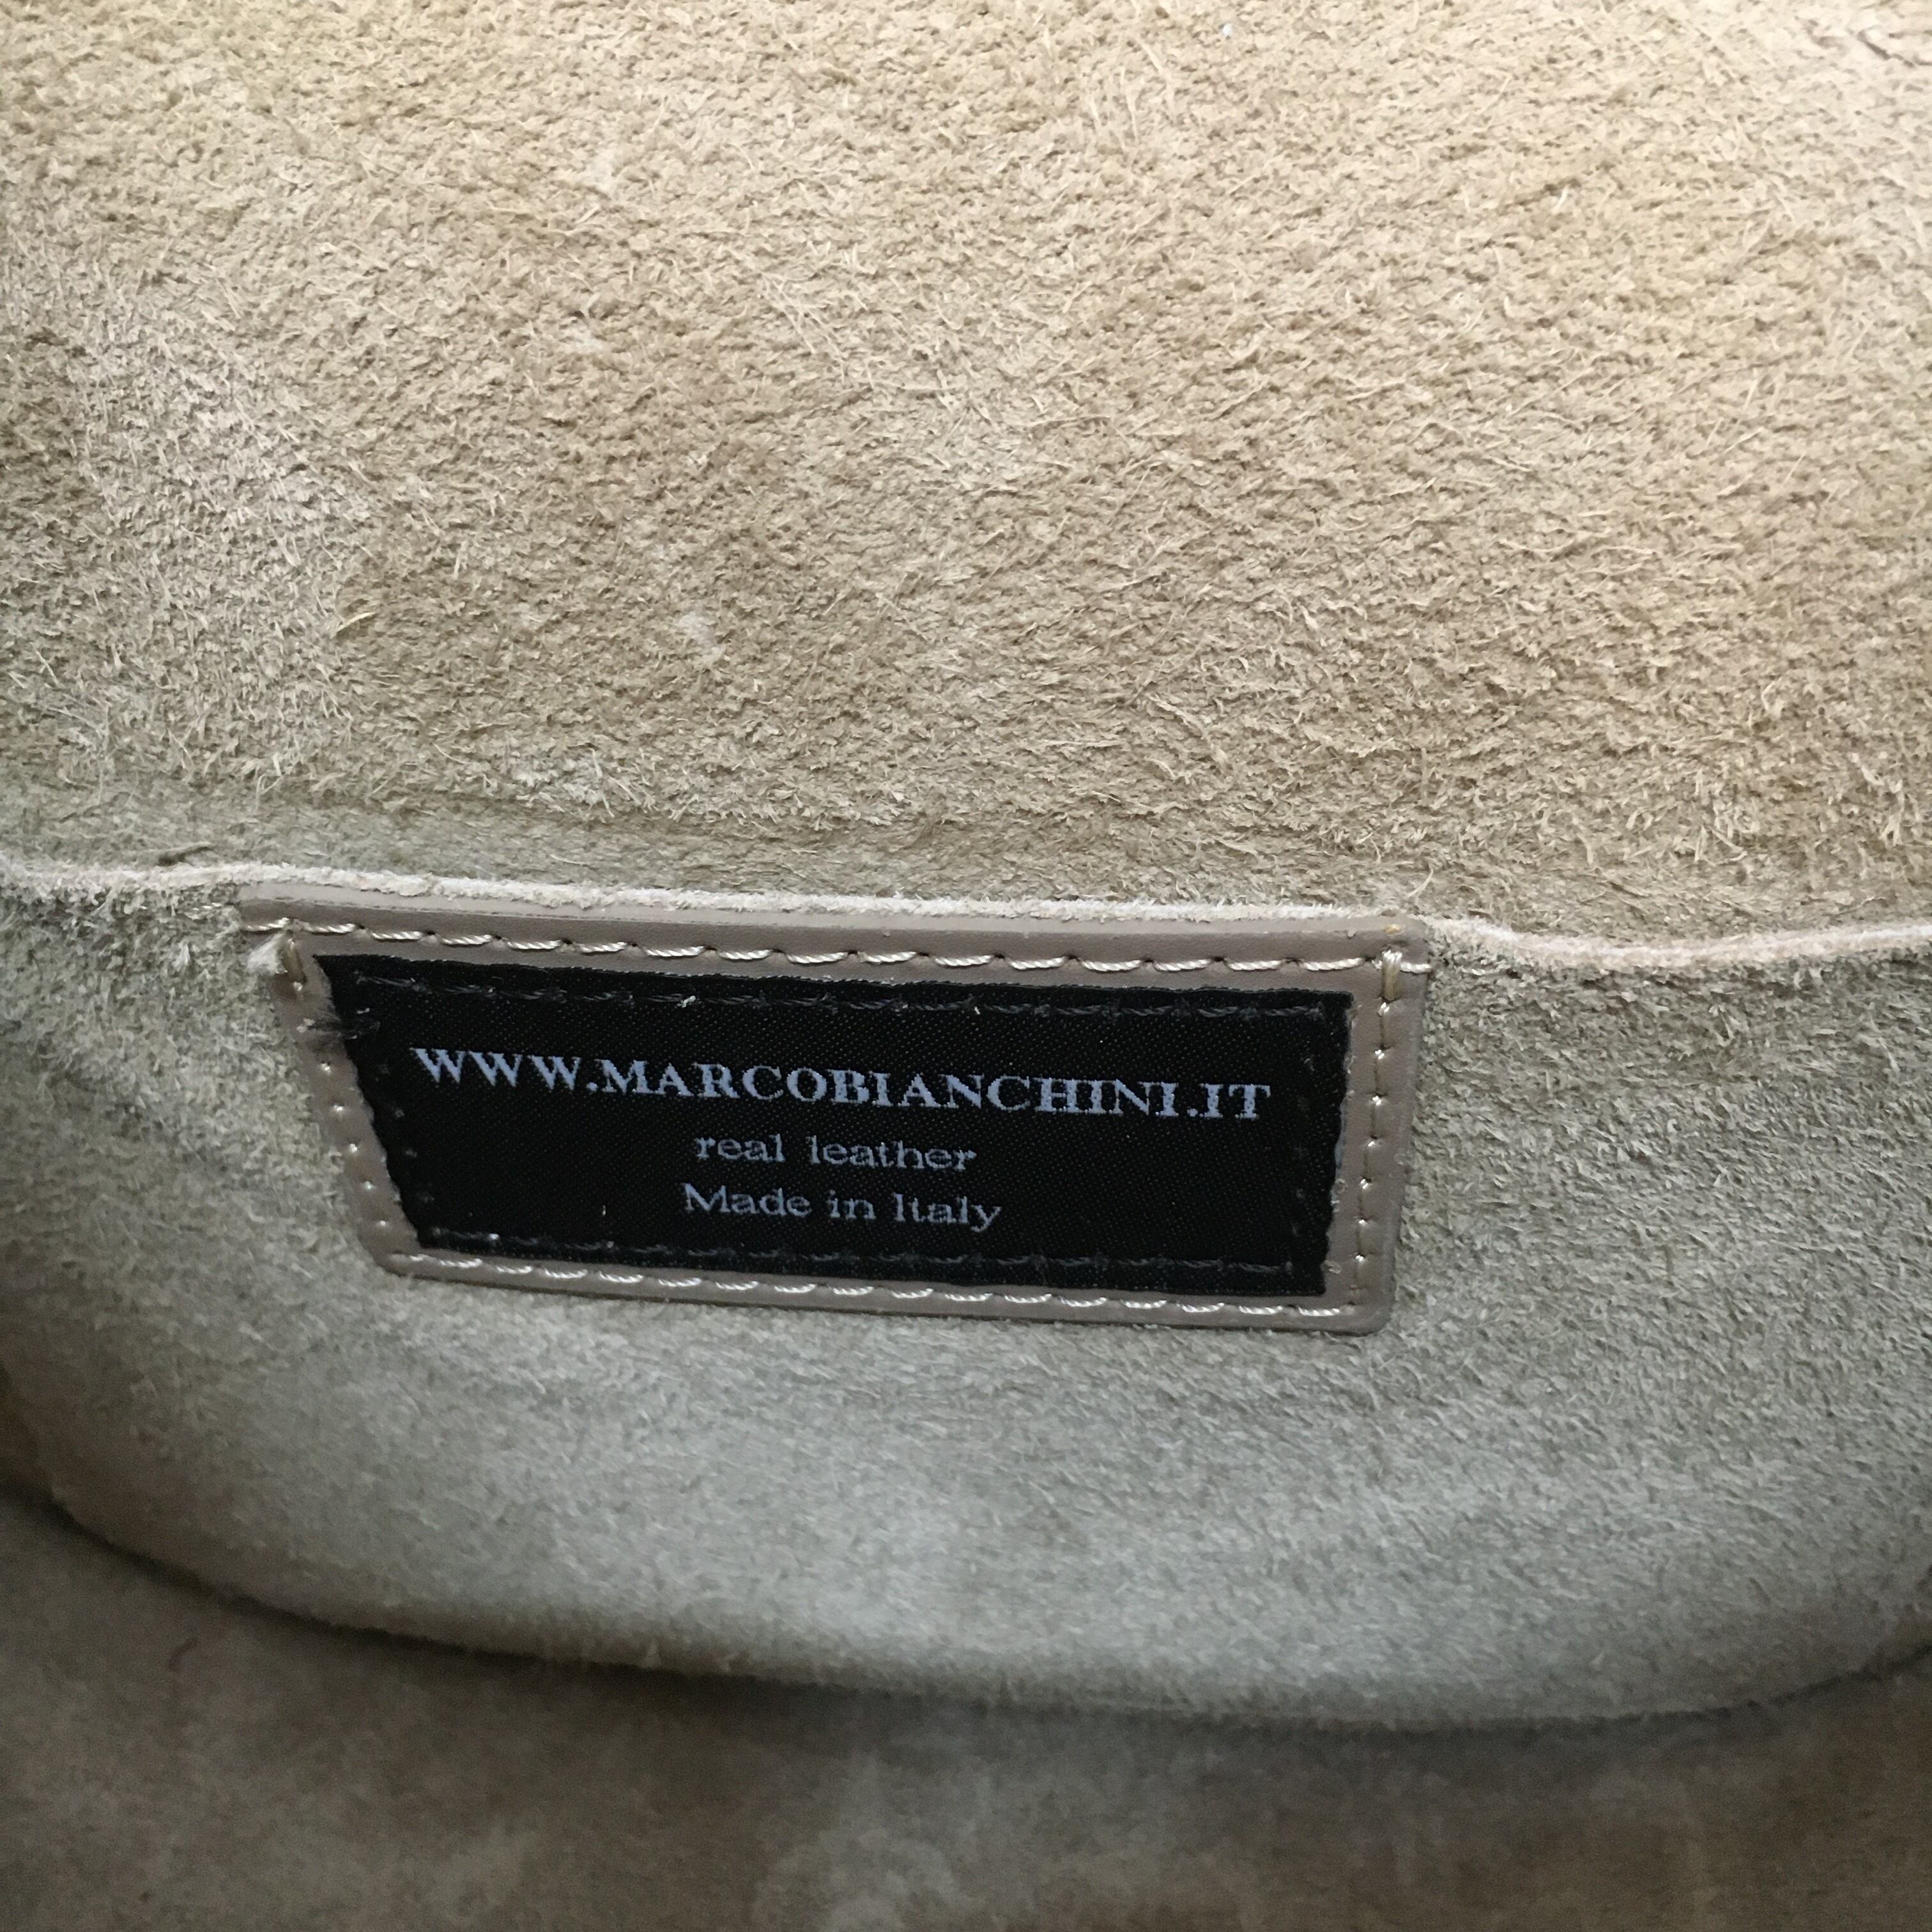 WWW.MARCOBIANCHINI.IT
real leather
Made in Italy